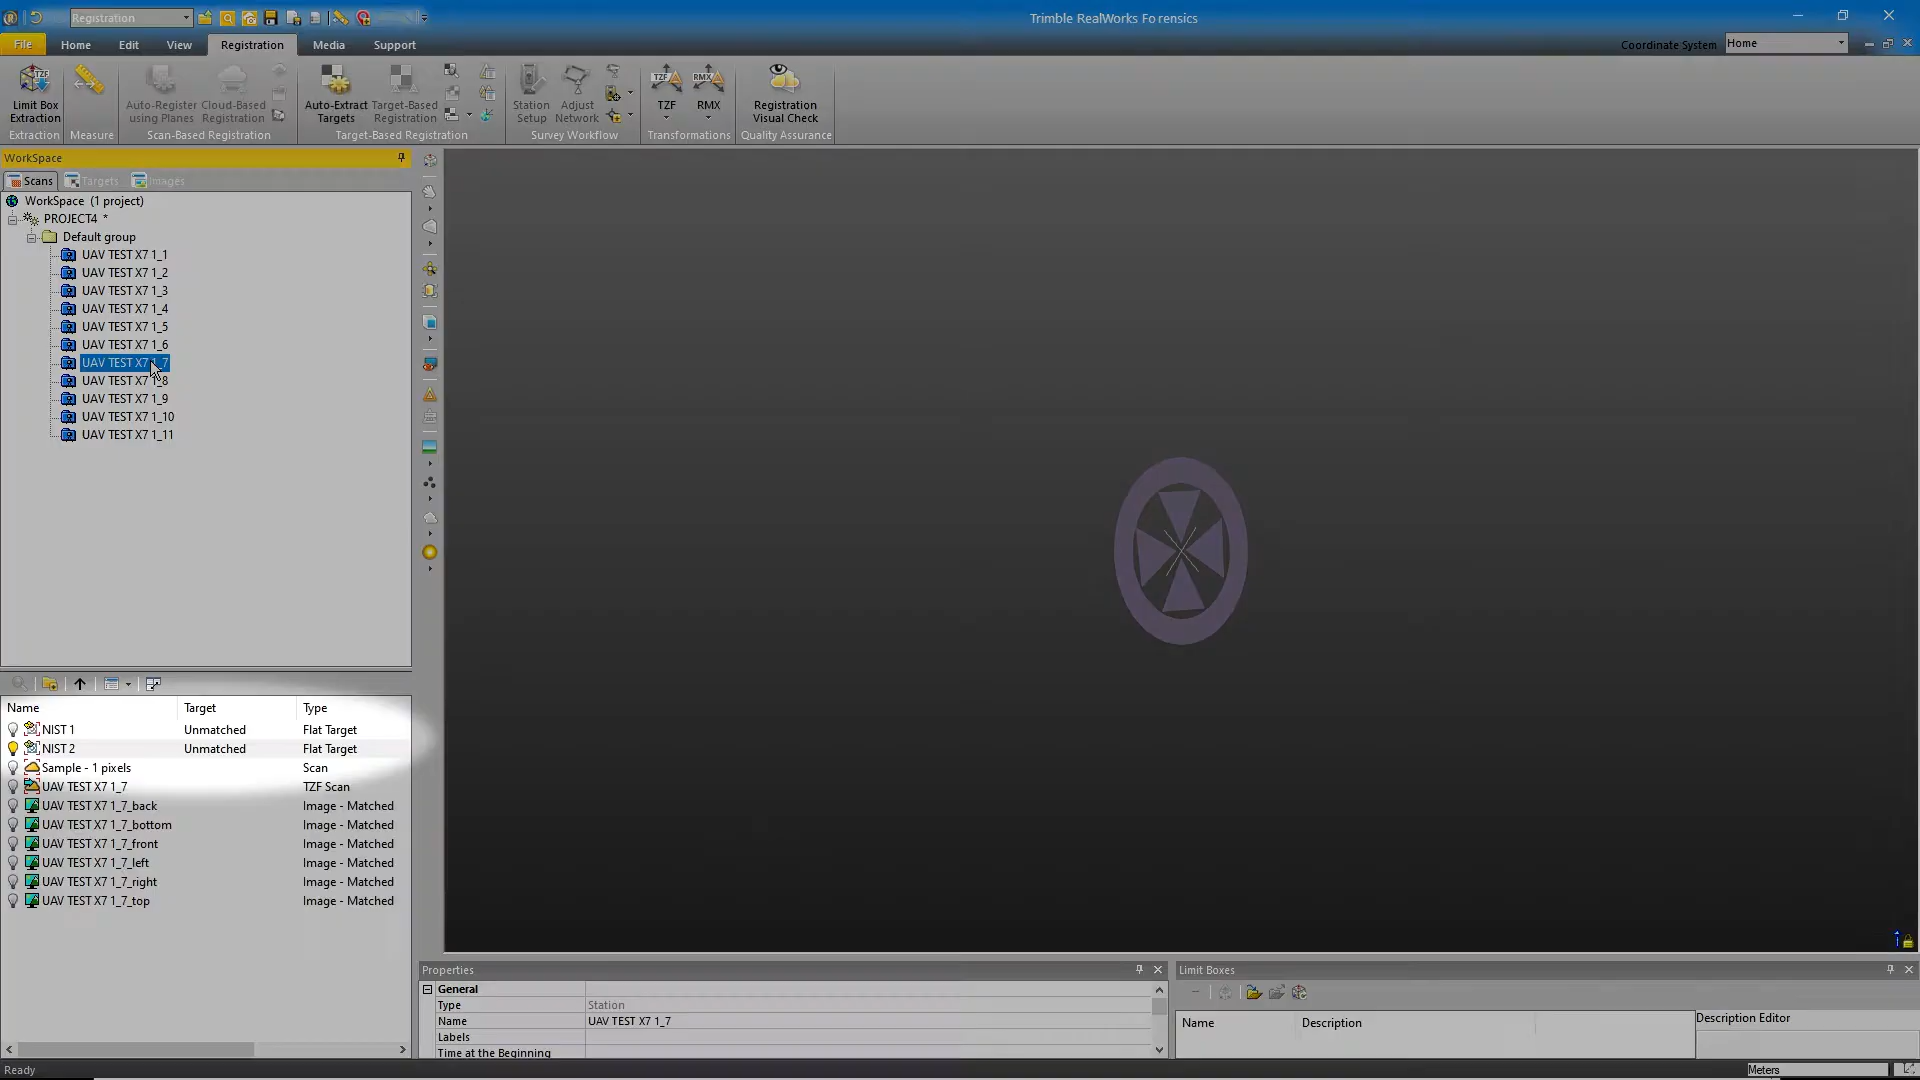 Registration
Trimble RealWorks Forensics
File
Home
Edit
View
Registration
Media
Support
Coordinate System
Home
Limit Box
Extraction
Extraction
Measure
Auto-Register
using Planes
Cloud-Based
Registration
Scan-Based Registration
Auto-Extract
Targets
Target-Based
Registration
Target-Based Registration
Station
Setup
Adjust
Network
Survey Workflow
TZF
TZF
RMX
RMX
Transformations
Registration
Visual Check
Quality Assurance
WorkSpace
Scans
Targets
Images
WorkSpace (1 project)
PROJECT4 *
Default group
UAV TEST X7 1_1
UAV TEST X7 1_2
UAV TEST X7 1_3
UAV TEST X7 1_4
UAV TEST X7 1_5
UAV TEST X7 1_6
UAV TEST X7 1_7
UAV TEST X7 1_8
UAV TEST X7 1_9
UAV TEST X7 1_10
UAV TEST X7 1_11
Name Target Type
NIST 1 Unmatched Flat Target
NIST 2 Unmatched Flat Target
Sample - 1 pixels Scan
UAV TEST X7 1_7 TZF Scan
UAV TEST X7 1_7_back Image - Matched
UAV TEST X7 1_7_bottom Image - Matched
UAV TEST X7 1_7_front Image - Matched
UAV TEST X7 1_7_left Image - Matched
UAV TEST X7 1_7_right Image - Matched
UAV TEST X7 1_7_top Image - Matched
Properties
General
Type Station
Name UAV TEST X7 1_7
Labels
Time at the Beginning
Limit Boxes
Name Description
Description Editor
Ready
Meters